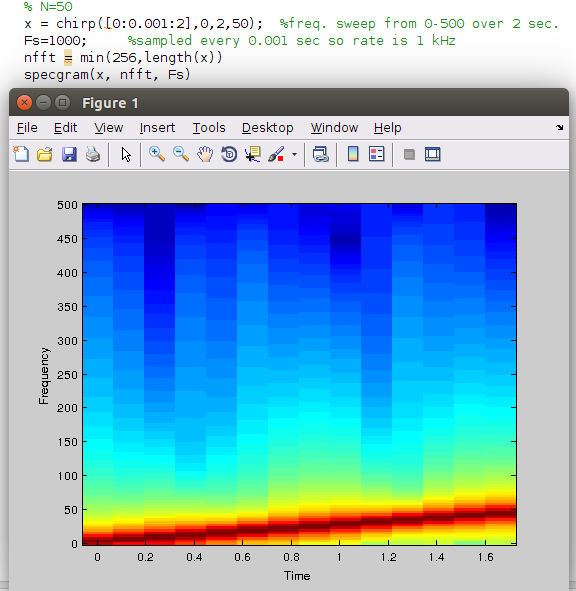 % N=50
x = chirp([0:0.001:2],0,2,50);  %freq. sweep from 0-500 over 2 sec.
Fs=1000;     %sampled every 0.001 sec so rate is 1 kHz
nfft = min(256,length(x))
specgram(x, nfft, Fs)
Figure 1
File Edit View Insert Tools Desktop Window Help
500
450
400
350
300
250
200
150
100
50
0
Frequency
0 0.2 0.4 0.6 0.8 1 1.2 1.4 1.6
Time